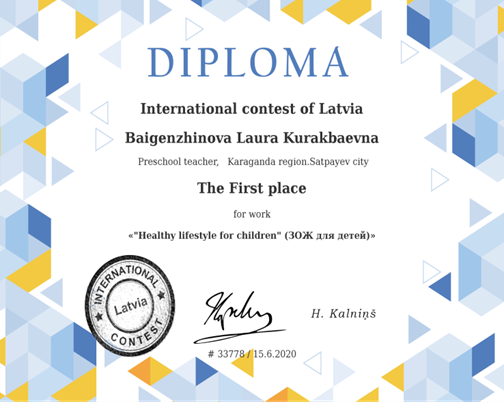 DIPLOMA
International contest of Latvia
Baigenzhinova Laura Kurakbaevna
Preschool teacher, Karaganda region.Satpayev city
The First place
for work
«"Healthy lifestyle for children" (ЗОЖ для детей)»
INTERNATIONAL
Latvia
CONTEST
H. Kalniņš
# 33778 / 15.6.2020